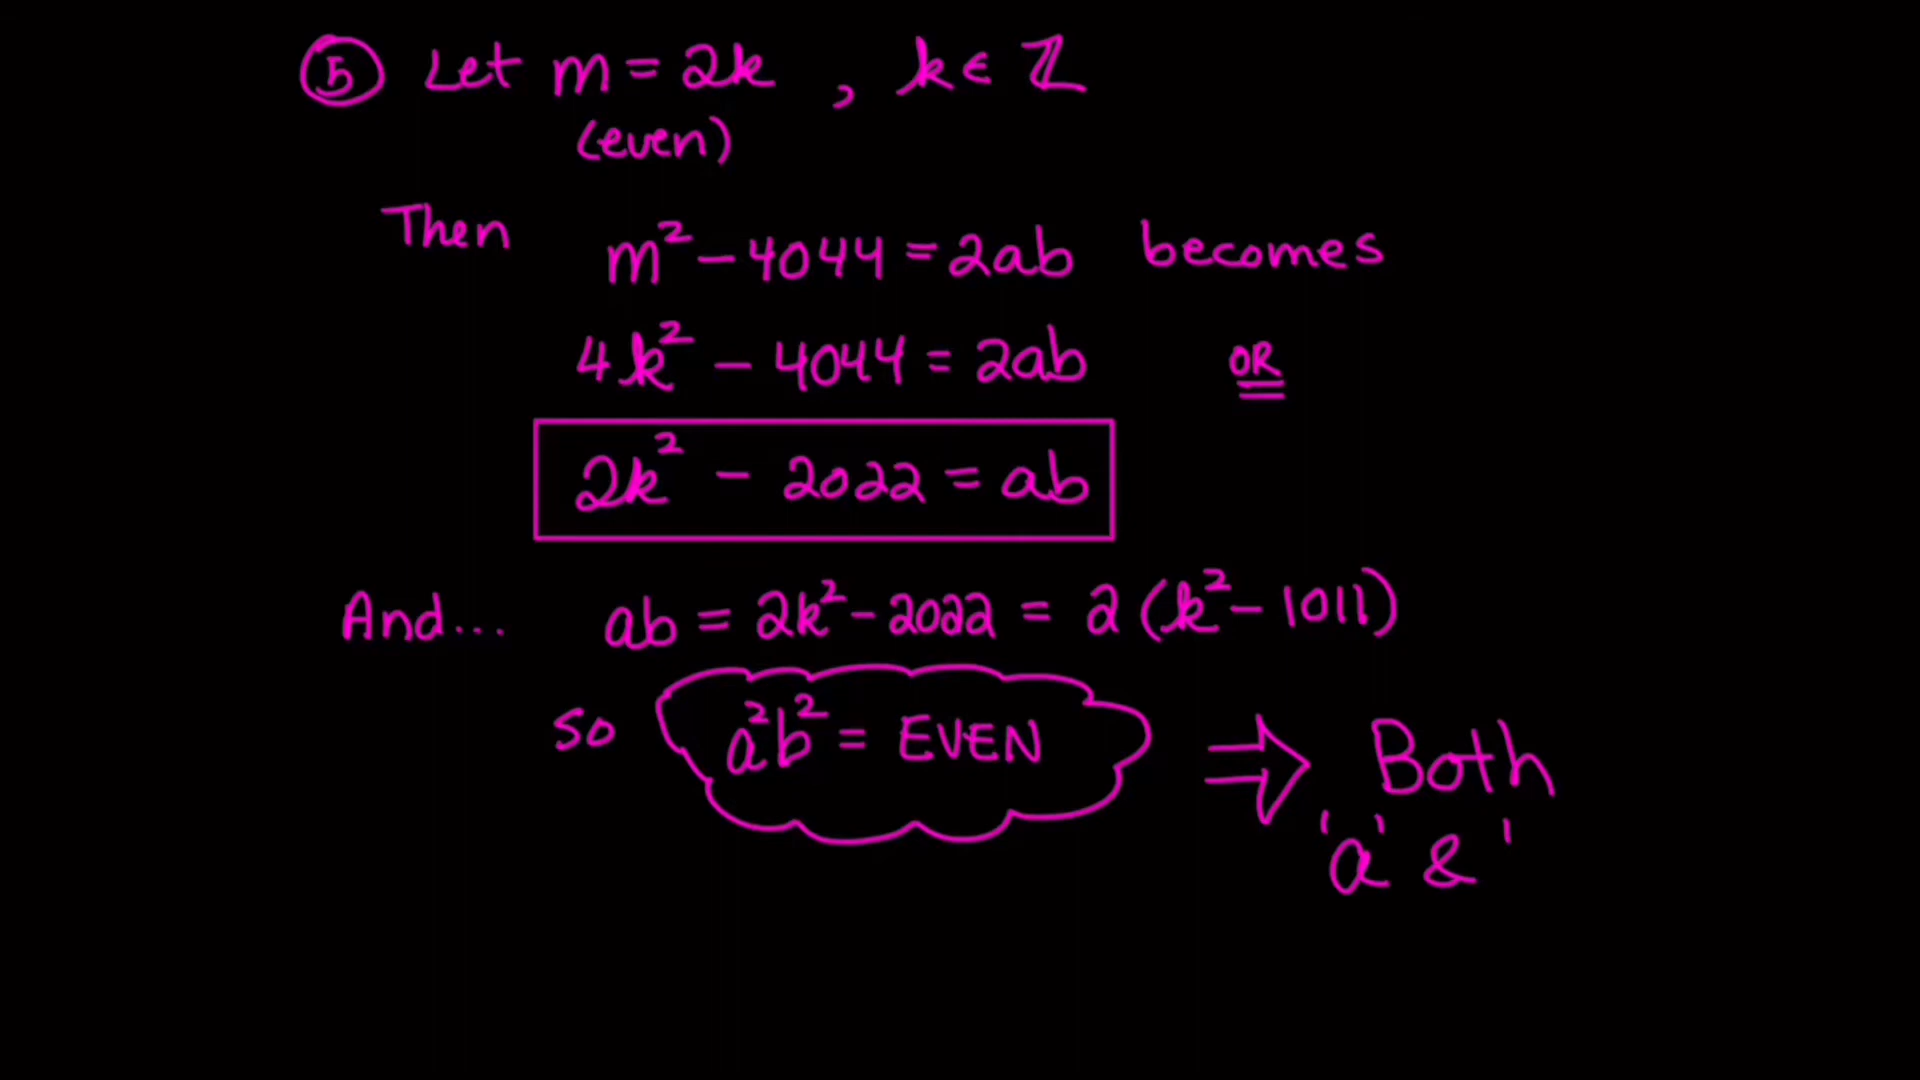 ⑤ Let m = 2k , k ∈ ℤ
(even)
Then m² - 4044 = 2ab becomes
4k² - 4044 = 2ab OR
2k² - 2022 = ab
And... ab = 2k² - 2022 = 2 (k² - 1011)
so a²b² = EVEN ⇒ Both
'a' & '